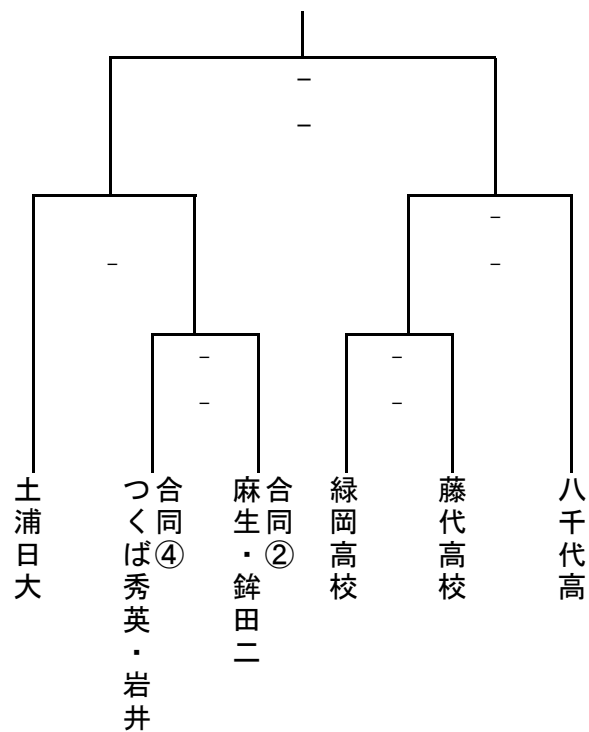 –
–
–
–
–
–
–
–
–
土浦日大
合同④
つくば秀英・岩井
合同②
麻生・鉾田二
緑岡高校
藤代高校
八千代高